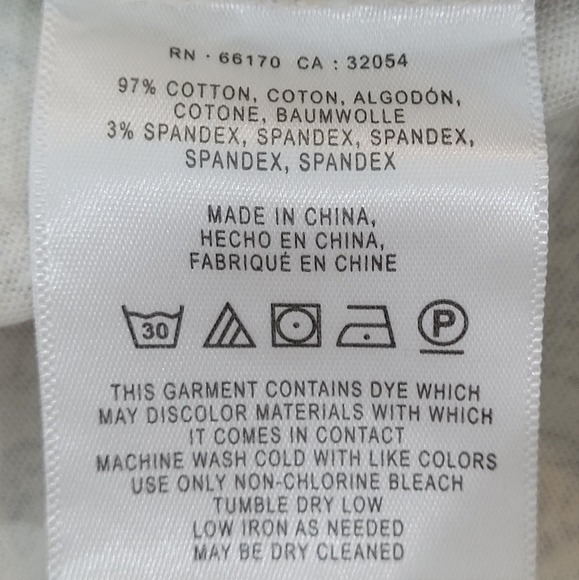 RN · 66170 CA : 32054
97% COTTON, COTON, ALGODÓN,
COTONE, BAUMWOLLE
3% SPANDEX, SPANDEX, SPANDEX,
SPANDEX, SPANDEX
MADE IN CHINA,
HECHO EN CHINA,
FABRIQUÉ EN CHINE
30 P
THIS GARMENT CONTAINS DYE WHICH
MAY DISCOLOR MATERIALS WITH WHICH
IT COMES IN CONTACT
MACHINE WASH COLD WITH LIKE COLORS
USE ONLY NON-CHLORINE BLEACH
TUMBLE DRY LOW
LOW IRON AS NEEDED
MAY BE DRY CLEANED